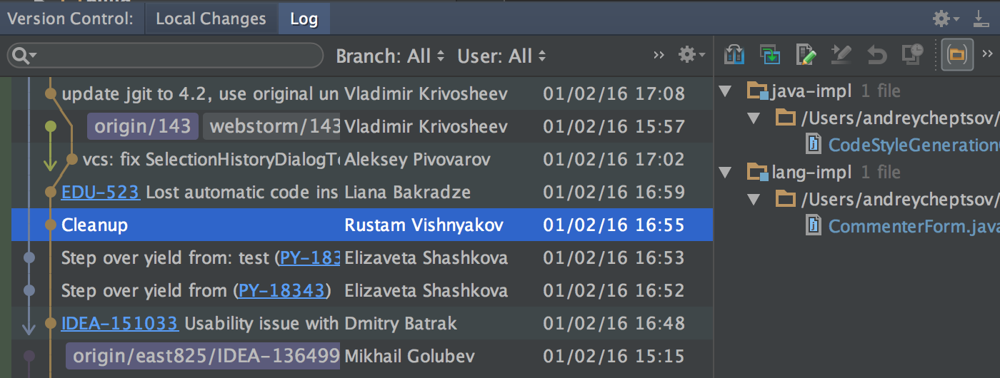 Version Control: Local Changes Log
Branch: All User: All
update jgit to 4.2, use original un Vladimir Krivosheev 01/02/16 17:08
origin/143 webstorm/143 Vladimir Krivosheev 01/02/16 15:57
vcs: fix SelectionHistoryDialogT Aleksey Pivovarov 01/02/16 17:02
EDU-523 Lost automatic code ins Liana Bakradze 01/02/16 16:59
Cleanup Rustam Vishnyakov 01/02/16 16:55
Step over yield from: test (PY-183 Elizaveta Shashkova 01/02/16 16:53
Step over yield from (PY-18343) Elizaveta Shashkova 01/02/16 16:52
IDEA-151033 Usability issue with Dmitry Batrak 01/02/16 16:48
origin/east825/IDEA-136499 Mikhail Golubev 01/02/16 15:15
java-impl 1 file
/Users/andreycheptsov/
CodeStyleGeneration
lang-impl 1 file
/Users/andreycheptsov/
CommenterForm.java